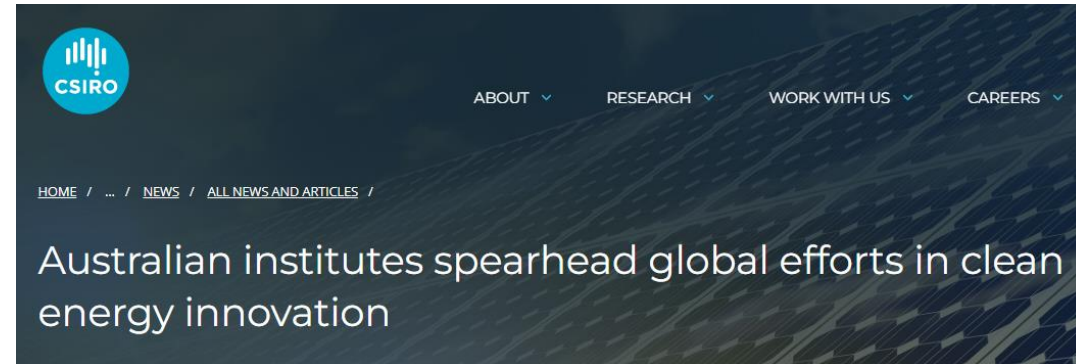 CSIRO
ABOUT RESEARCH WORK WITH US CAREERS
HOME / ... / NEWS / ALL NEWS AND ARTICLES /
Australian institutes spearhead global efforts in clean
energy innovation